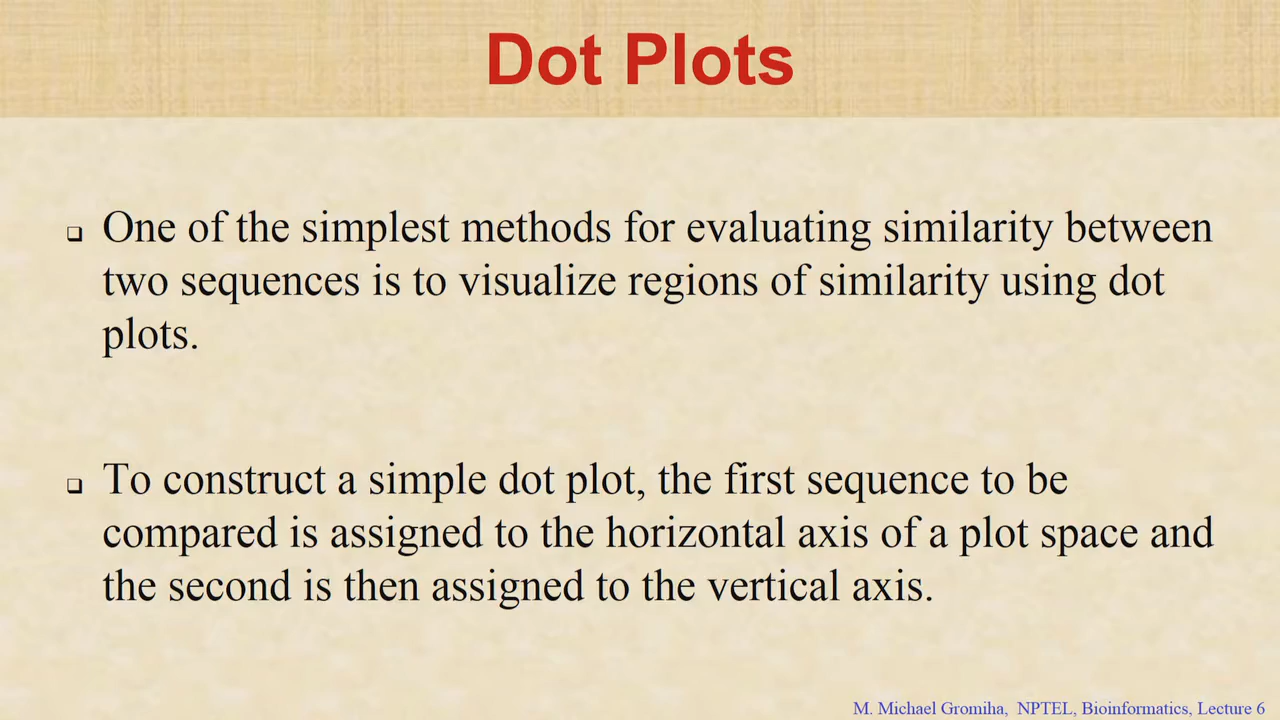 Dot Plots
❑ One of the simplest methods for evaluating similarity between
two sequences is to visualize regions of similarity using dot
plots.
❑ To construct a simple dot plot, the first sequence to be
compared is assigned to the horizontal axis of a plot space and
the second is then assigned to the vertical axis.
M. Michael Gromiha, NPTEL, Bioinformatics, Lecture 6